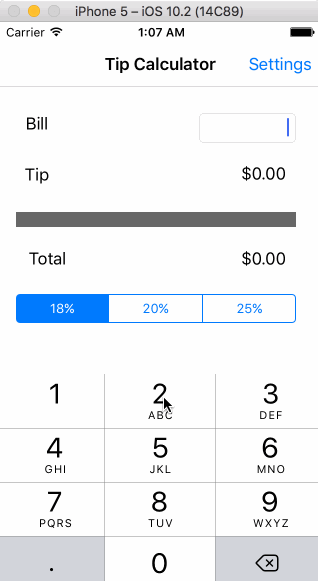 iPhone 5 – iOS 10.2 (14C89)
Carrier 1:07 AM
Tip Calculator Settings
Bill
Tip $0.00
Total $0.00
18% 20% 25%
1 2 3
ABC DEF
4 5 6
GHI JKL MNO
7 8 9
PQRS TUV WXYZ
. 0